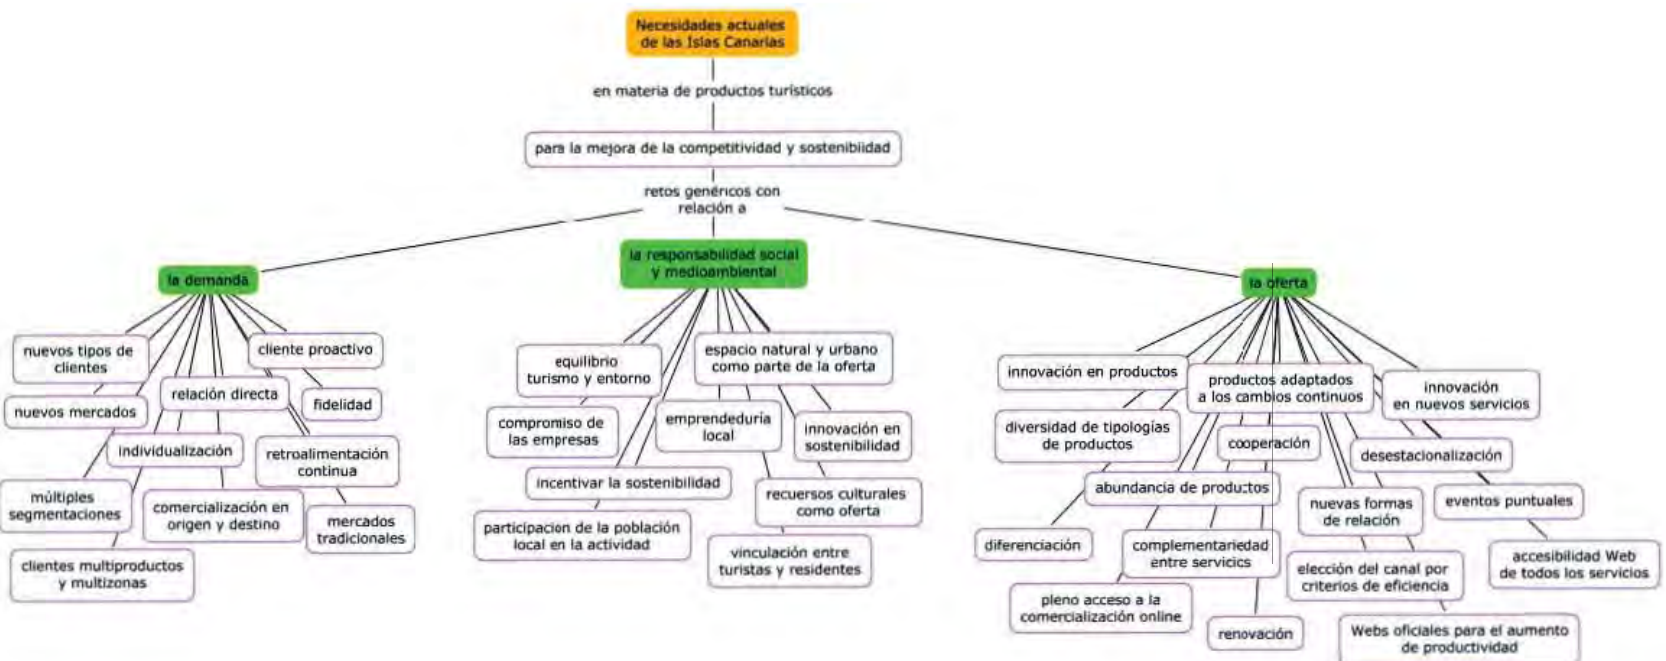 Necesidades actuales
de las Islas Canarias
en materia de productos turísticos
para la mejora de la competitividad y sostenibiidad
retos genéricos con
relación a
la demanda
nuevos tipos de
clientes
cliente proactivo
nuevos mercados
relación directa
fidelidad
individualización
retroalimentación
continua
múltiples
segmentaciones
comercialización en
origen y destino
mercados
tradicionales
clientes multiproductos
y multizonas
la responsabilidad social
y medioambiental
equilibrio
turismo y entorno
espacio natural y urbano
como parte de la oferta
compromiso de
las empresas
emprendeduría
local
innovación en
sostenibilidad
incentivar la sostenibilidad
recuersos culturales
como oferta
participacion de la población
local en la actividad
vinculación entre
turistas y residentes
la oferta
innovación en productos
productos adaptados
a los cambios continuos
innovación
en nuevos servicios
diversidad de tipologías
de productos
cooperación
desestacionalización
abundancia de productos
nuevas formas
de relación
eventos puntuales
diferenciación
complementariedad
entre servicios
elección del canal por
criterios de eficiencia
accesibilidad Web
de todos los servicios
pleno acceso a la
comercialización online
renovación
Webs oficiales para el aumento
de productividad